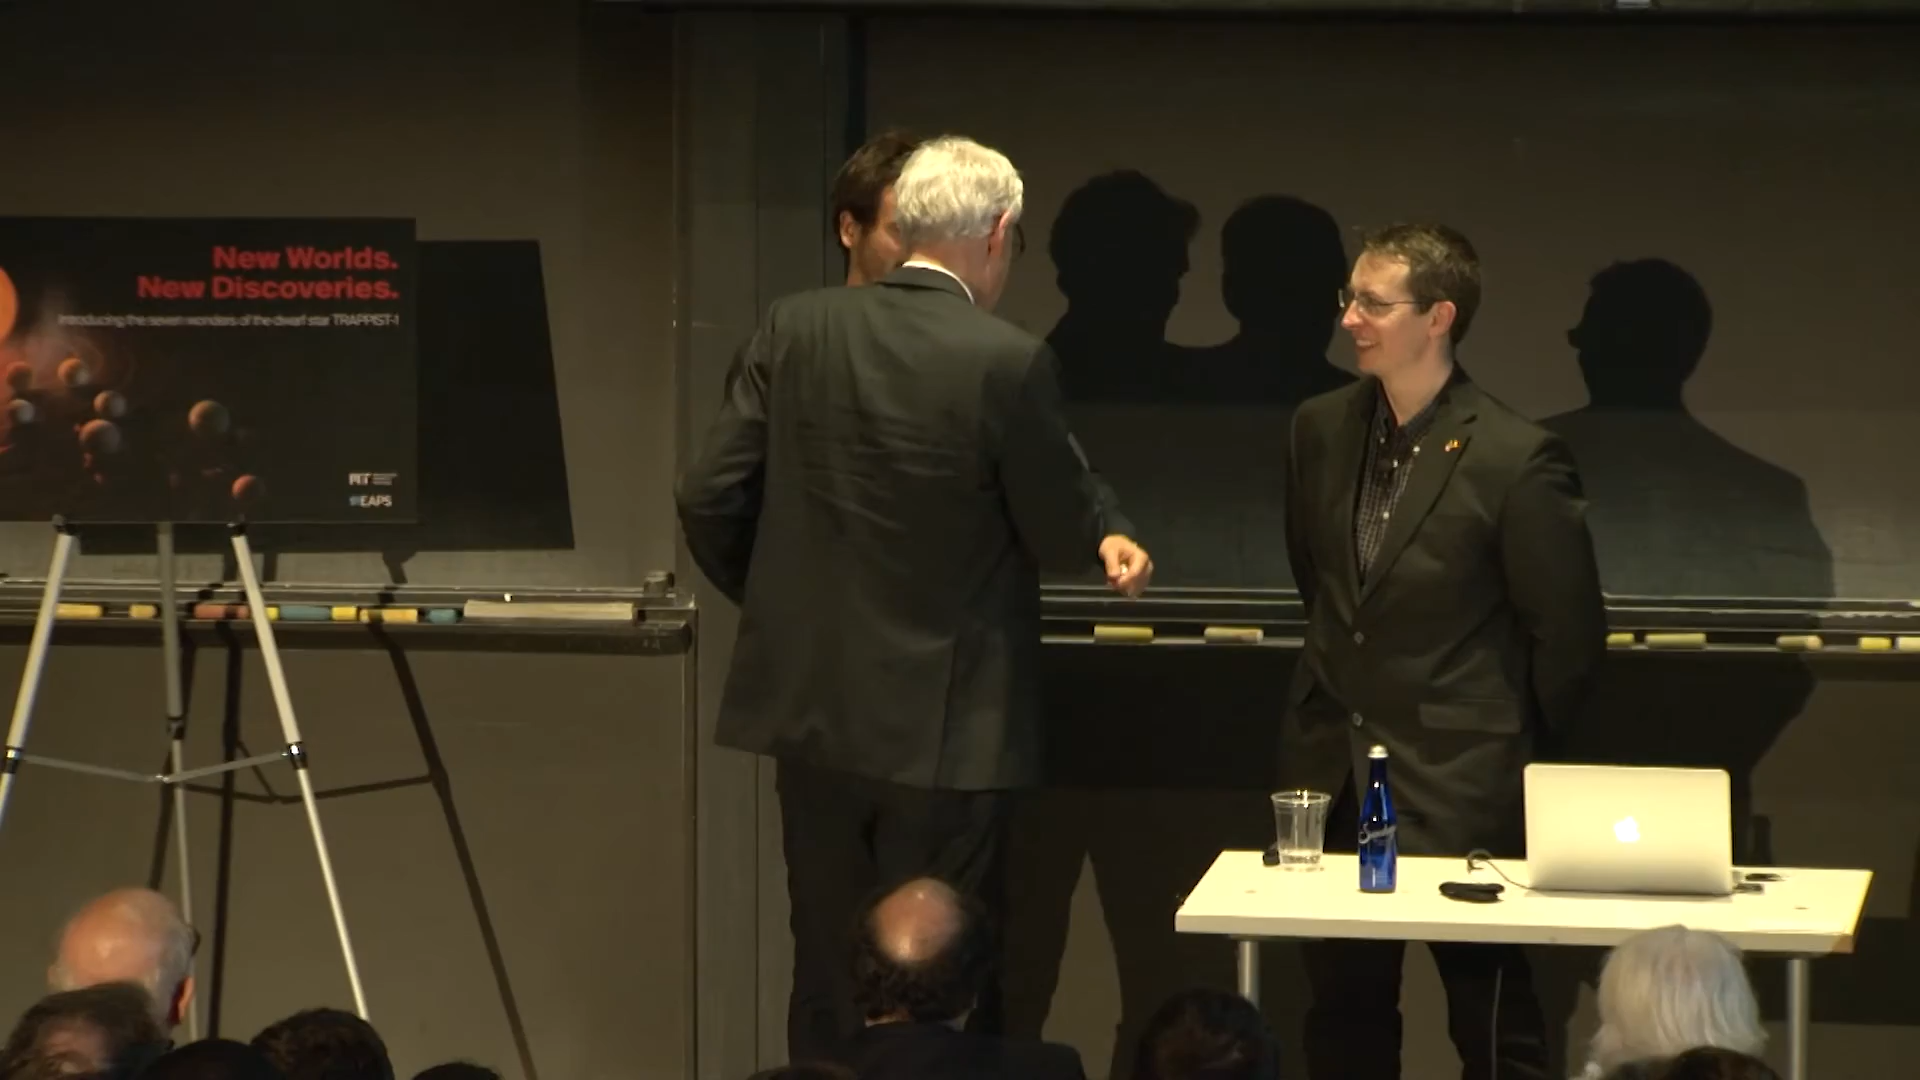 New Worlds.
New Discoveries.
Introducing the seven wonders of the dwarf star TRAPPIST-1
MIT
EAPS